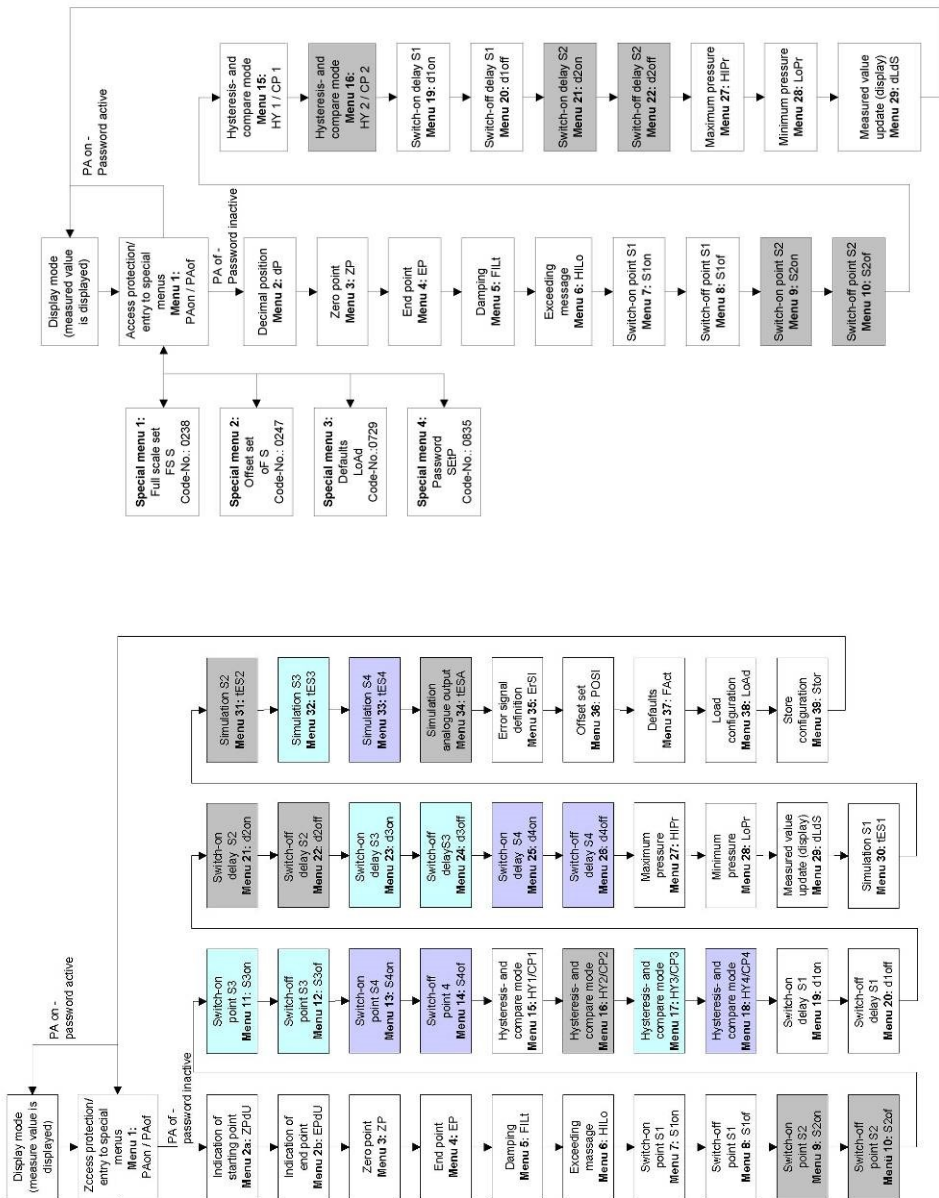 Display mode
(measured value
is displayed)
PA on -
Password active
Access protection/
entry to special
menus
Menu 1:
PAon / PAof
PA of -
Password inactive
Special menu 1:
Full scale set
FS S
Code-No.: 0238
Special menu 2:
Offset set
oF S
Code-No.: 0247
Special menu 3:
Defaults
LoAd
Code-No.:0729
Special menu 4:
Password
SEtP
Code-No.: 0835
Decimal position
Menu 2: dP
Zero point
Menu 3: ZP
End point
Menu 4: EP
Damping
Menu 5: FILt
Exceeding
message
Menu 6: HILo
Switch-on point S1
Menu 7: S1on
Switch-off point S1
Menu 8: S1of
Switch-on point S2
Menu 9: S2on
Switch-off point S2
Menu 10: S2of
Hysteresis- and
compare mode
Menu 15:
HY 1 / CP 1
Hysteresis- and
compare mode
Menu 16:
HY 2 / CP 2
Switch-on delay S1
Menu 19: d1on
Switch-off delay S1
Menu 20: d1off
Switch-on delay S2
Menu 21: d2on
Switch-off delay S2
Menu 22: d2off
Maximum pressure
Menu 27: HIPr
Minimum pressure
Menu 28: LoPr
Measured value
update (display)
Menu 29: dLdS
Display mode
(measure value is
displayed)
PA on -
password active
Zccess protection/
entry to special
menus
Menu 1:
PAon / PAof
PA of -
password inactive
Indication of
starting point
Menu 2a: ZPdU
Indication of
end point
Menu 2b: EPdU
Zero point
Menu 3: ZP
End point
Menu 4: EP
Damping
Menu 5: FILt
Exceeding
massage
Menu 6: HILo
Switch-on
point S1
Menu 7: S1on
Switch-off
point S1
Menu 8: S1of
Switch-on
point S2
Menu 9: S2on
Switch-off
point S2
Menu 10: S2of
Switch-on
point S3
Menu 11: S3on
Switch-off
point S3
Menu 12: S3of
Switch-on
point S4
Menu 13: S4on
Switch-off
point 4
Menu 14: S4of
Hysteresis- and
compare mode
Menu 15: HY1/CP1
Hysteresis- and
compare mode
Menu 16: HY2/CP2
Hysteresis- and
compare mode
Menu 17: HY3/CP3
Hysteresis- and
compare mode
Menu 18: HY4/CP4
Switch-on
delay S1
Menu 19: d1on
Switch-off
delay S1
Menu 20: d1off
Switch-on
delay S2
Menu 21: d2on
Switch-off
delay S2
Menu 22: d2off
Switch-on
delay S3
Menu 23: d3on
Switch-off
delayS3
Menu 24: d3off
Switch-on
delay S4
Menu 25: d4on
Switch-off
delay S4
Menu 26: d4off
Maximum
pressure
Menu 27: HIPr
Minimum
pressure
Menu 28: LoPr
Measured value
update (display)
Menu 29: dLdS
Simulation S1
Menu 30: tES1
Simulation S2
Menu 31: tES2
Simulation S3
Menu 32: tES3
Simulation S4
Menu 33: tES4
Simulation
analogue output
Menu 34: tESA
Error signal
definition
Menu 35: ErSI
Offset set
Menu 36: POSI
Defaults
Menu 37: FAct
Load
configuration
Menu 38: LoAd
Store
configuration
Menu 39: Stor